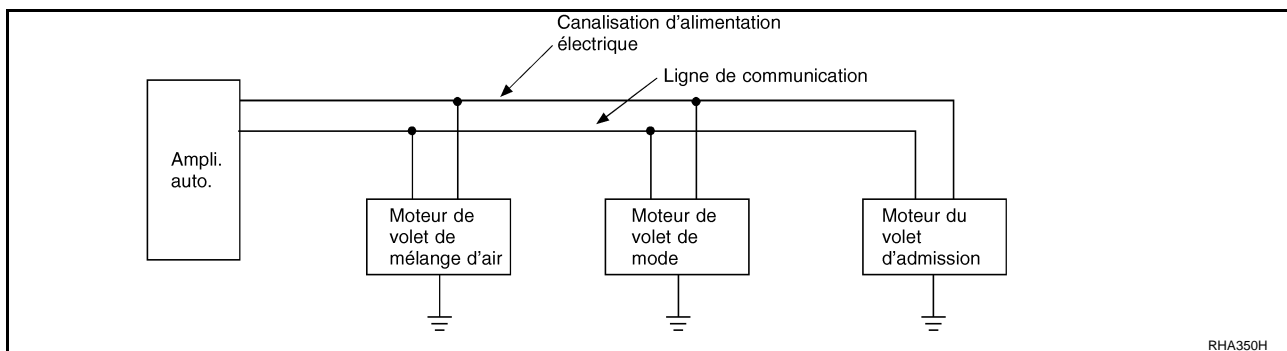 Canalisation d'alimentation
électrique
Ligne de communication
Ampli.
auto.
Moteur de
volet de
mélange d'air
Moteur de
volet de
mode
Moteur du
volet
d'admission
RHA350H